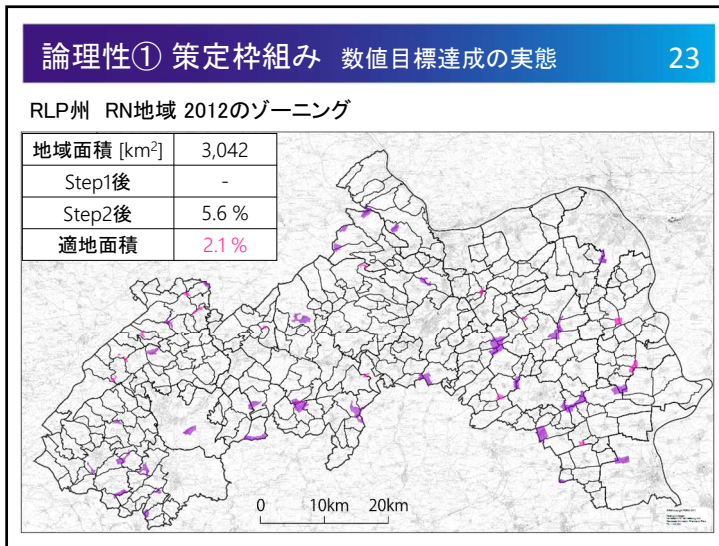 論理性① 策定枠組み 数値目標達成の実態 23
RLP州 RN地域 2012のゾーニング
地域面積 [km²] 3,042
Step1後 -
Step2後 5.6 %
適地面積 2.1 %
0 10km 20km